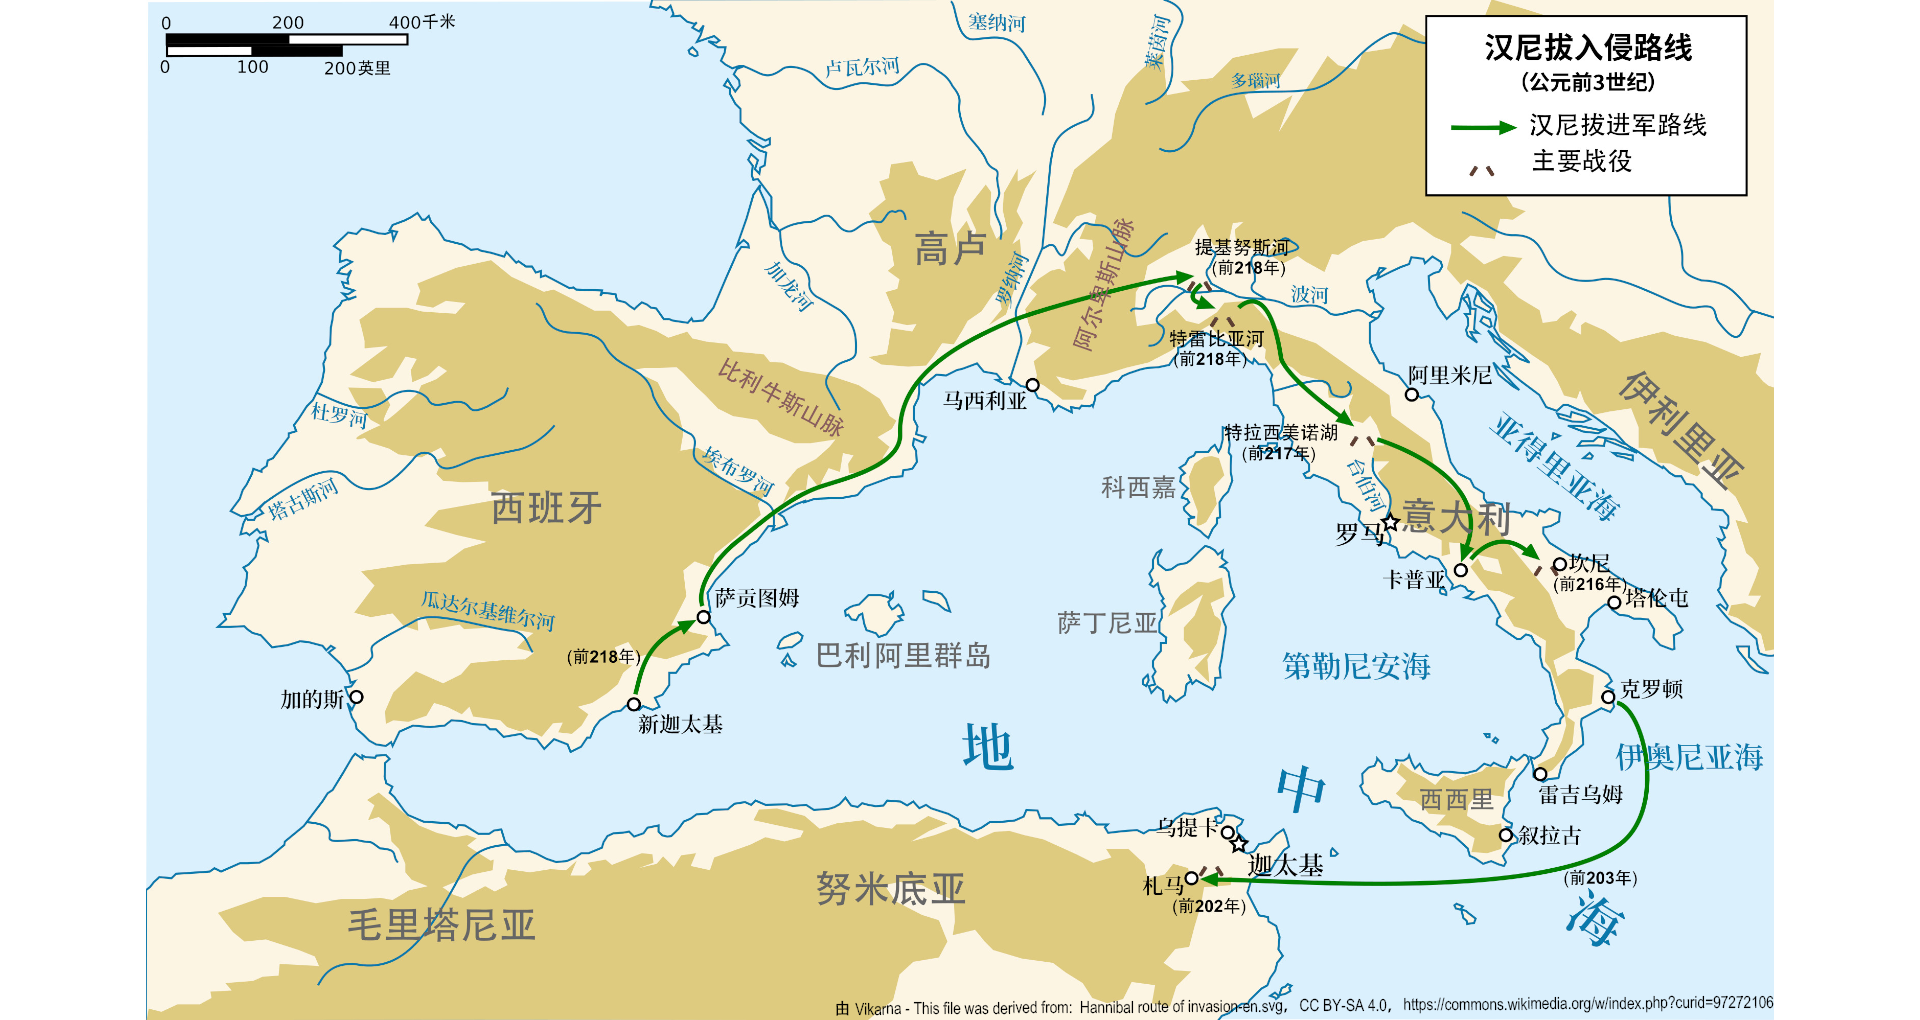 0 200 400千米
0 100 200英里
汉尼拔入侵路线
(公元前3世纪)
汉尼拔进军路线
主要战役
塞纳河
莱茵河
卢瓦尔河
多瑙河
高卢
加龙河
罗纳河
阿尔卑斯山脉
提基努斯河
(前218年)
波河
特雷比亚河
(前218年)
比利牛斯山脉
马西利亚
阿里米尼
伊利里亚
杜罗河
亚得里亚海
特拉西美诺湖
(前217年)
台伯河
埃布罗河
塔古斯河
西班牙
科西嘉
意大利
罗马
坎尼
(前216年)
卡普亚
塔伦屯
萨贡图姆
瓜达尔基维尔河
萨丁尼亚
巴利阿里群岛
(前218年)
第勒尼安海
克罗顿
加的斯
新迦太基
地
中
海
伊奥尼亚海
雷吉乌姆
西西里
叙拉古
乌提卡
迦太基
札马
(前202年)
(前203年)
努米底亚
毛里塔尼亚
由 Vikarna - This file was derived from: Hannibal route of invasion-en.svg, CC BY-SA 4.0, https://commons.wikimedia.org/w/index.php?curid=97272106